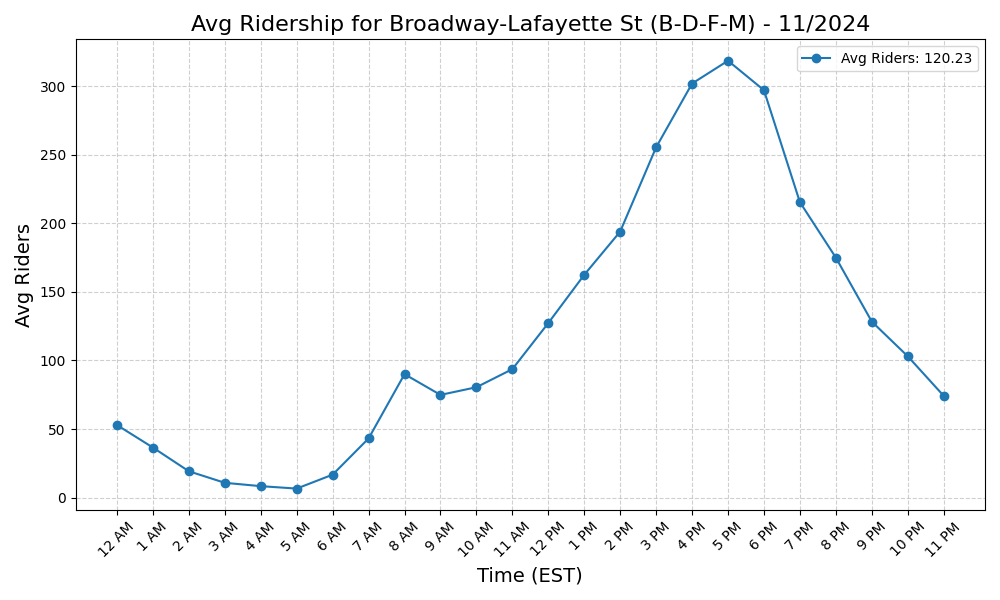 Avg Ridership for Broadway-Lafayette St (B-D-F-M) - 11/2024
Avg Riders: 120.23
Avg Riders
300
250
200
150
100
50
0
12 AM
1 AM
2 AM
3 AM
4 AM
5 AM
6 AM
7 AM
8 AM
9 AM
10 AM
11 AM
12 PM
1 PM
2 PM
3 PM
4 PM
5 PM
6 PM
7 PM
8 PM
9 PM
10 PM
11 PM
Time (EST)